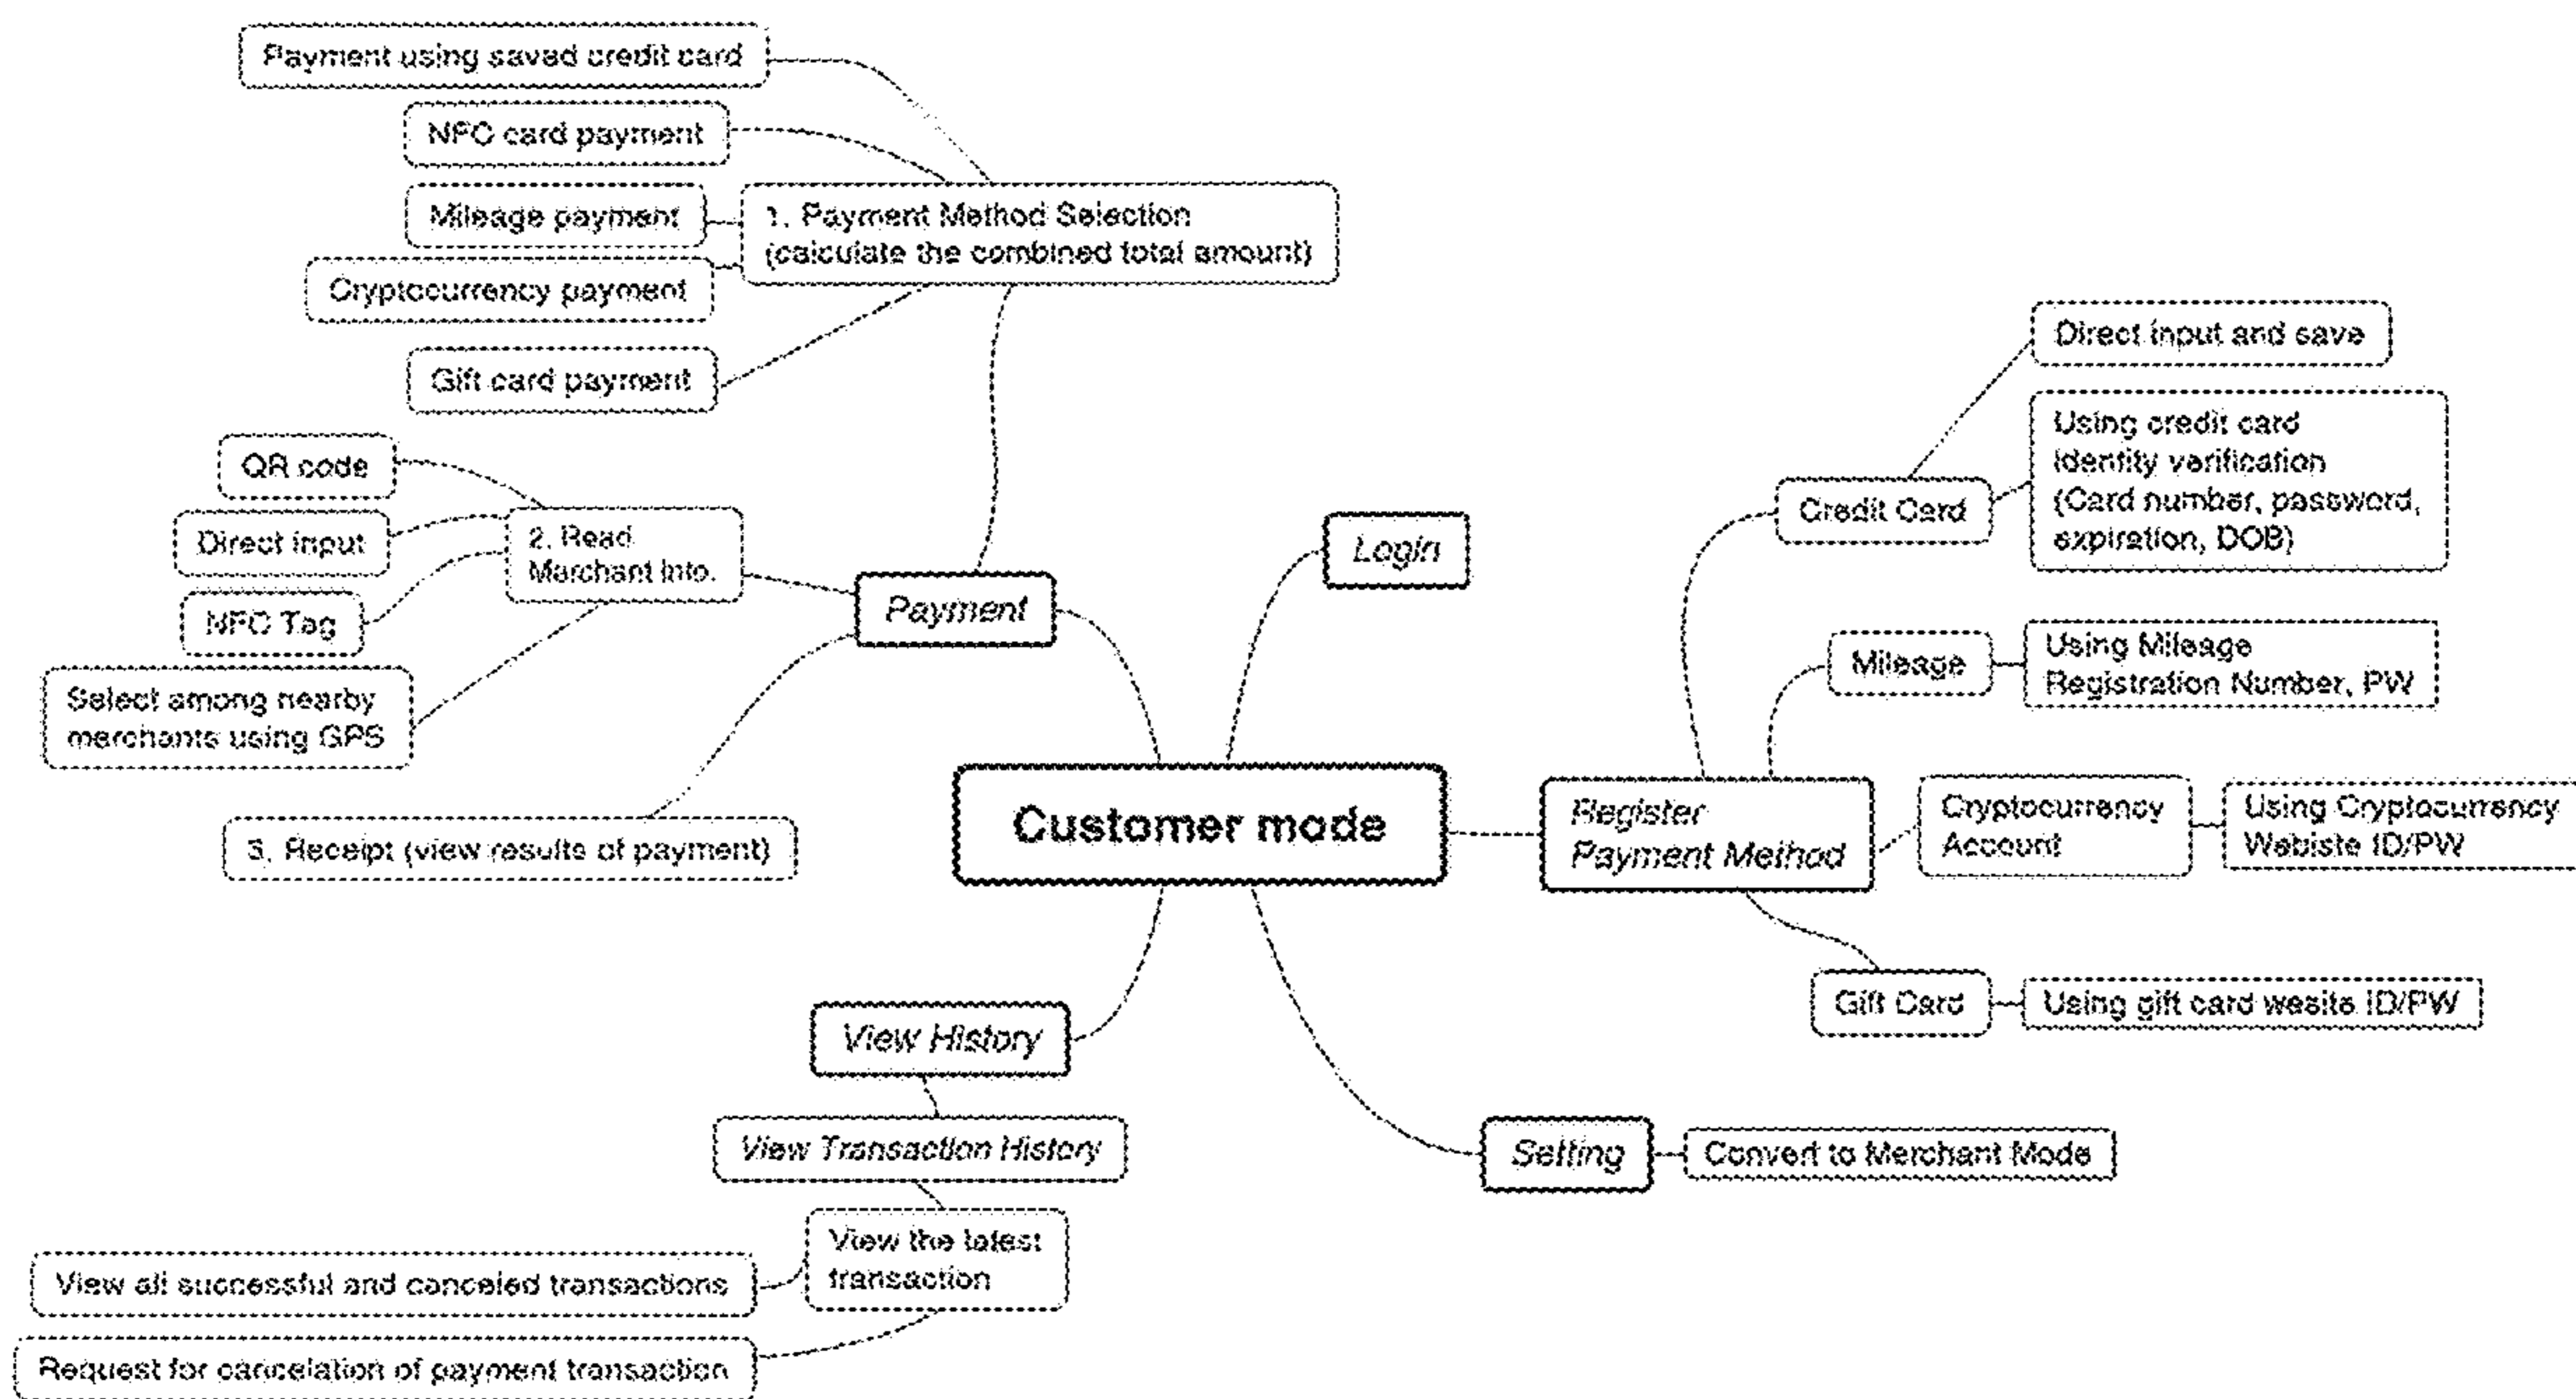 Payment using saved credit card
NFC card payment
Mileage payment
Cryptocurrency payment
Gift card payment
1. Payment Method Selection
(calculate the combined total amount)
QR code
Direct input
NFC Tag
Select among nearby
merchants using GPS
2. Read
Merchant info.
Payment
3. Receipt (view results of payment)
Login
Customer mode
Register
Payment Method
Credit Card
Direct input and save
Using credit card
identity verification
(Card number, password,
expiration, DOB)
Mileage
Using Mileage
Registration Number, PW
Cryptocurrency
Account
Using Cryptocurrency
Webiste ID/PW
Gift Card
Using gift card wesite ID/PW
View History
View Transaction History
View the latest
transaction
View all successful and canceled transactions
Request for cancelation of payment transaction
Setting
Convert to Merchant Mode